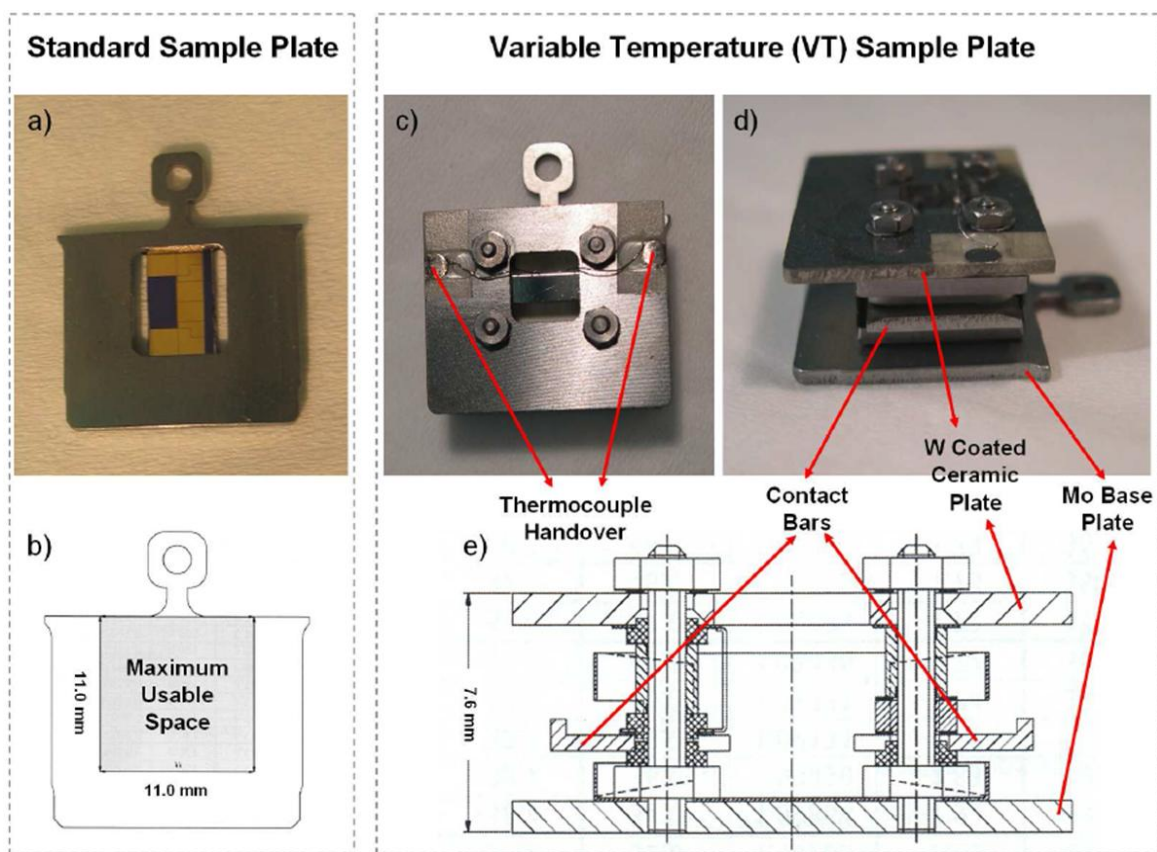 Standard Sample Plate
Variable Temperature (VT) Sample Plate
a)
c)
d)
Thermocouple
Handover
Contact
Bars
W Coated
Ceramic
Plate
Mo Base
Plate
b)
Maximum
Usable
Space
11.0 mm
11.0 mm
e)
7.6 mm